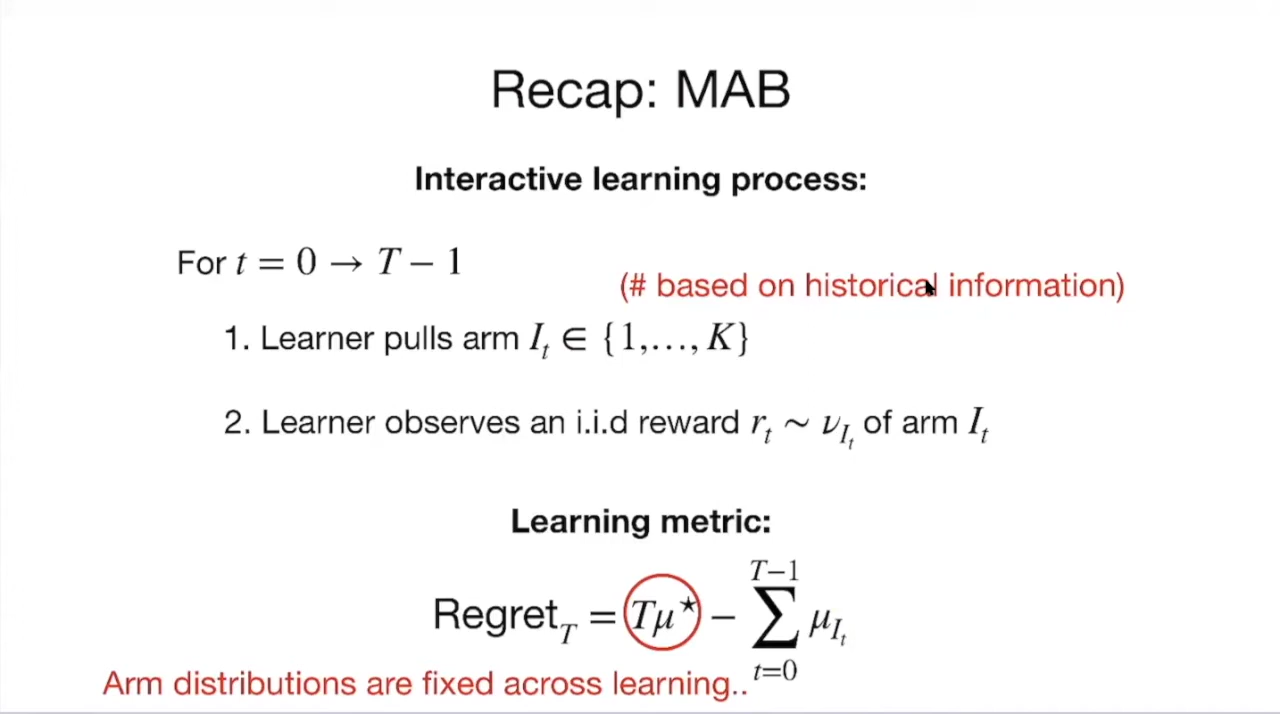 Recap: MAB
Interactive learning process:
For t = 0 → T − 1
(# based on historical information)
1. Learner pulls arm I_t ∈ {1,…, K}
2. Learner observes an i.i.d reward r_t ~ ν_{I_t} of arm I_t
Learning metric:
Regret_T = Tμ^⋆ − ∑_{t=0}^{T−1} μ_{I_t}
Arm distributions are fixed across learning..